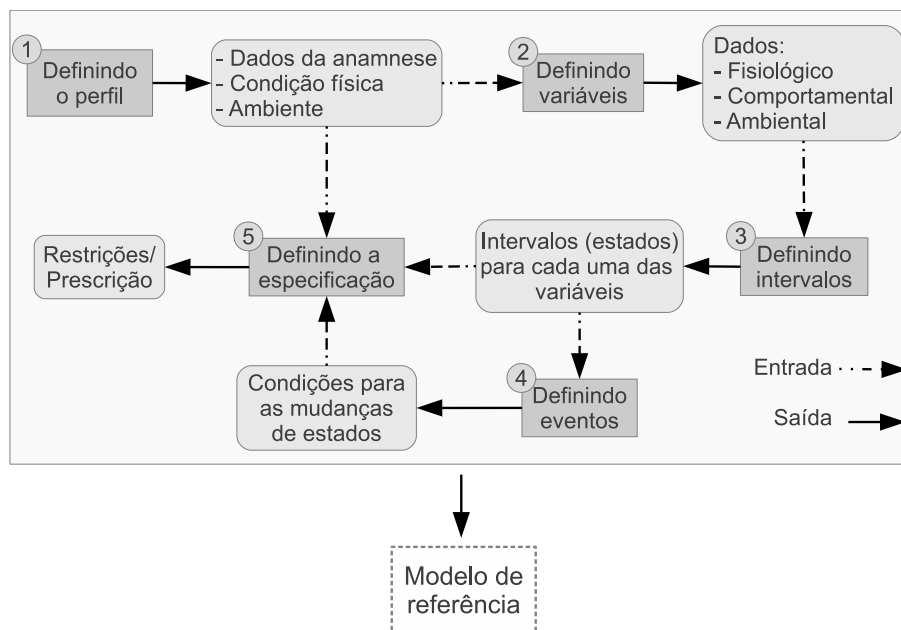 1
Definindo
o perfil
- Dados da anamnese
- Condição física
- Ambiente
2
Definindo
variáveis
Dados:
- Fisiológico
- Comportamental
- Ambiental
3
Definindo
intervalos
Intervalos (estados)
para cada uma das
variáveis
5
Definindo a
especificação
Restrições/
Prescrição
4
Definindo
eventos
Condições para
as mudanças
de estados
Entrada
Saída
Modelo de
referência